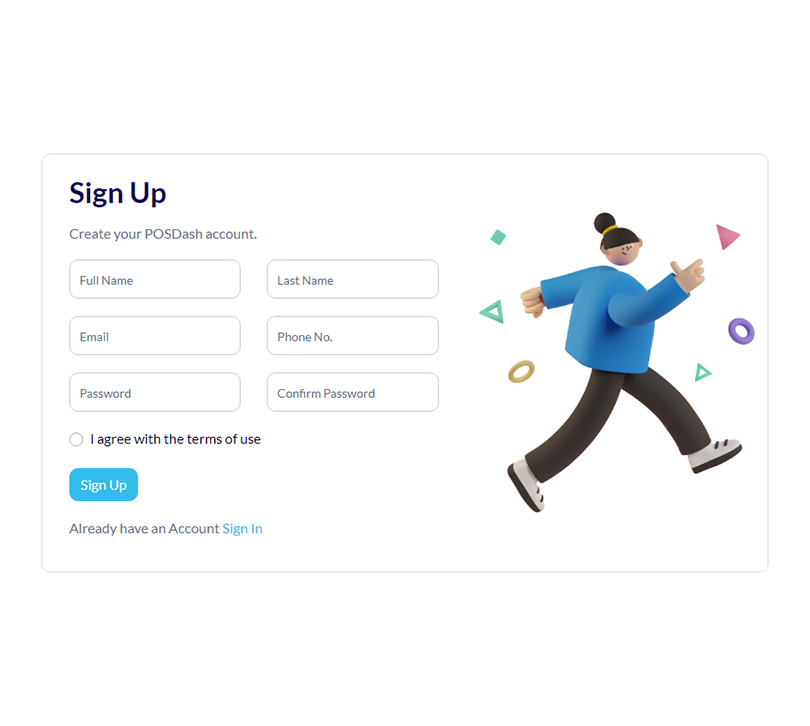 Sign Up
Create your POSDash account.
Full Name
Last Name
Email
Phone No.
Password
Confirm Password
I agree with the terms of use
Sign Up
Already have an Account Sign In